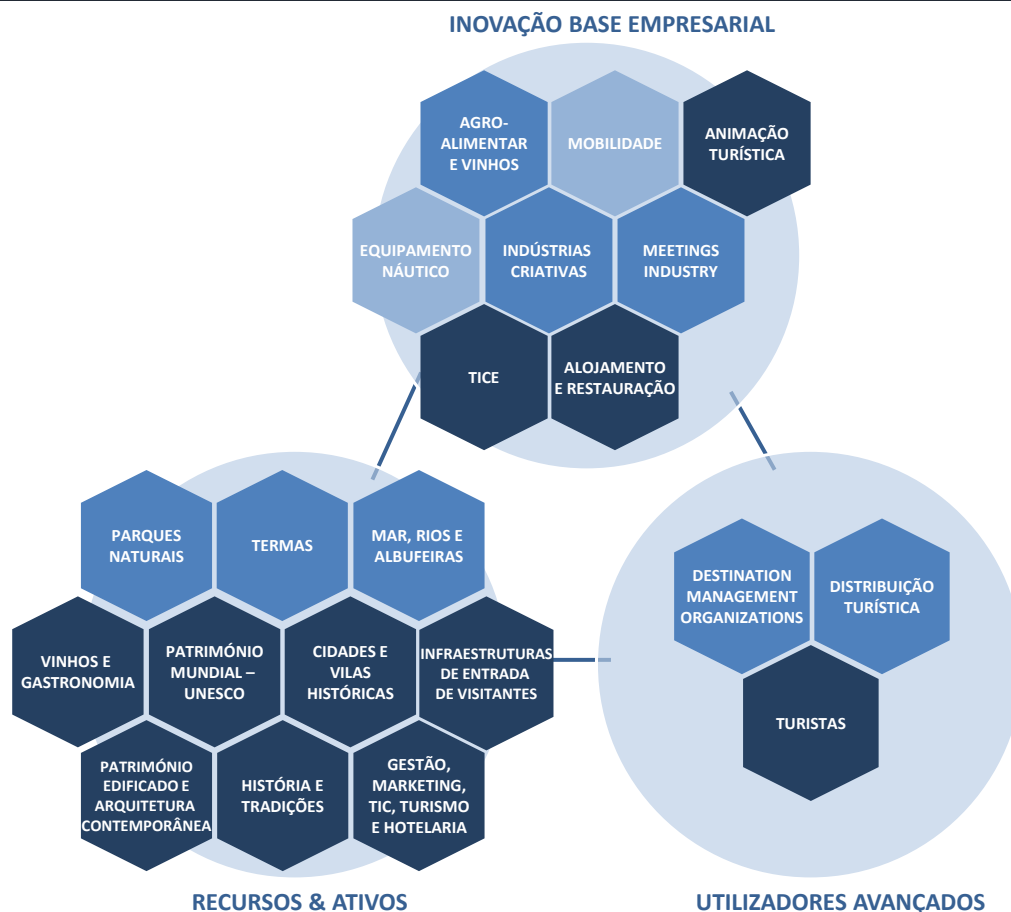 INOVAÇÃO BASE EMPRESARIAL
AGRO-
ALIMENTAR
E VINHOS
MOBILIDADE
ANIMAÇÃO
TURÍSTICA
EQUIPAMENTO
NÁUTICO
INDÚSTRIAS
CRIATIVAS
MEETINGS
INDUSTRY
TICE
ALOJAMENTO
E RESTAURAÇÃO
PARQUES
NATURAIS
TERMAS
MAR, RIOS E
ALBUFEIRAS
VINHOS E
GASTRONOMIA
PATRIMÓNIO
MUNDIAL –
UNESCO
CIDADES E
VILAS
HISTÓRICAS
INFRAESTRUTURAS
DE ENTRADA
DE VISITANTES
PATRIMÓNIO
EDIFICADO E
ARQUITETURA
CONTEMPORÂNEA
HISTÓRIA E
TRADIÇÕES
GESTÃO,
MARKETING,
TIC, TURISMO
E HOTELARIA
RECURSOS & ATIVOS
DESTINATION
MANAGEMENT
ORGANIZATIONS
DISTRIBUIÇÃO
TURÍSTICA
TURISTAS
UTILIZADORES AVANÇADOS